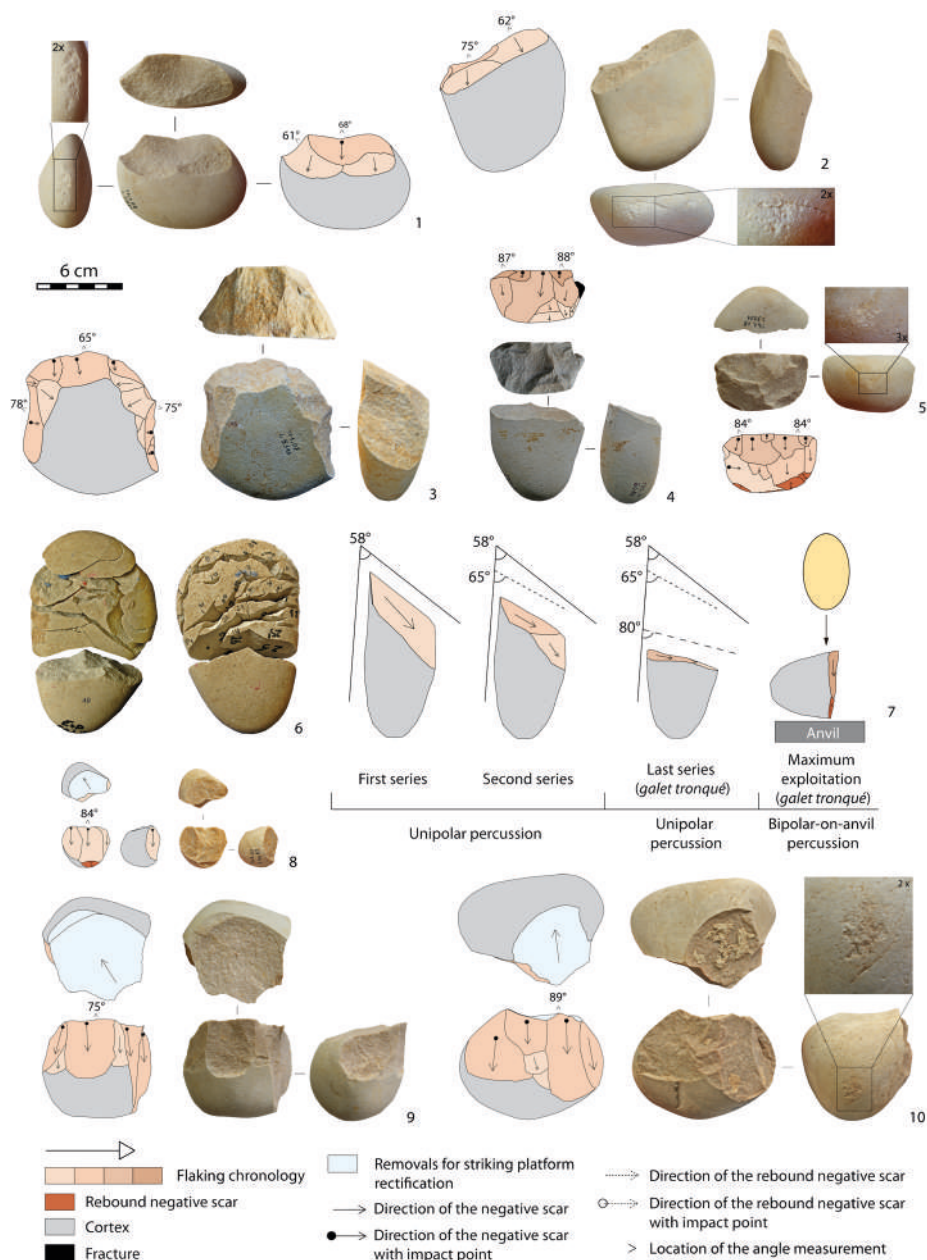 2x
61°
68°
1
75°
62°
2x
2
6 cm
65°
78°
75°
3
87°
88°
4
3x
84°
84°
5
6
58°
58°
65°
58°
65°
80°
Anvil
7
First series
Second series
Last series
(galet tronqué)
Maximum
exploitation
(galet tronqué)
Unipolar percussion
Unipolar
percussion
Bipolar-on-anvil
percussion
84°
8
75°
9
89°
2 x
10
Flaking chronology
Rebound negative scar
Cortex
Fracture
Removals for striking platform
rectification
Direction of the negative scar
Direction of the negative scar
with impact point
Direction of the rebound negative scar
Direction of the rebound negative scar
with impact point
Location of the angle measurement